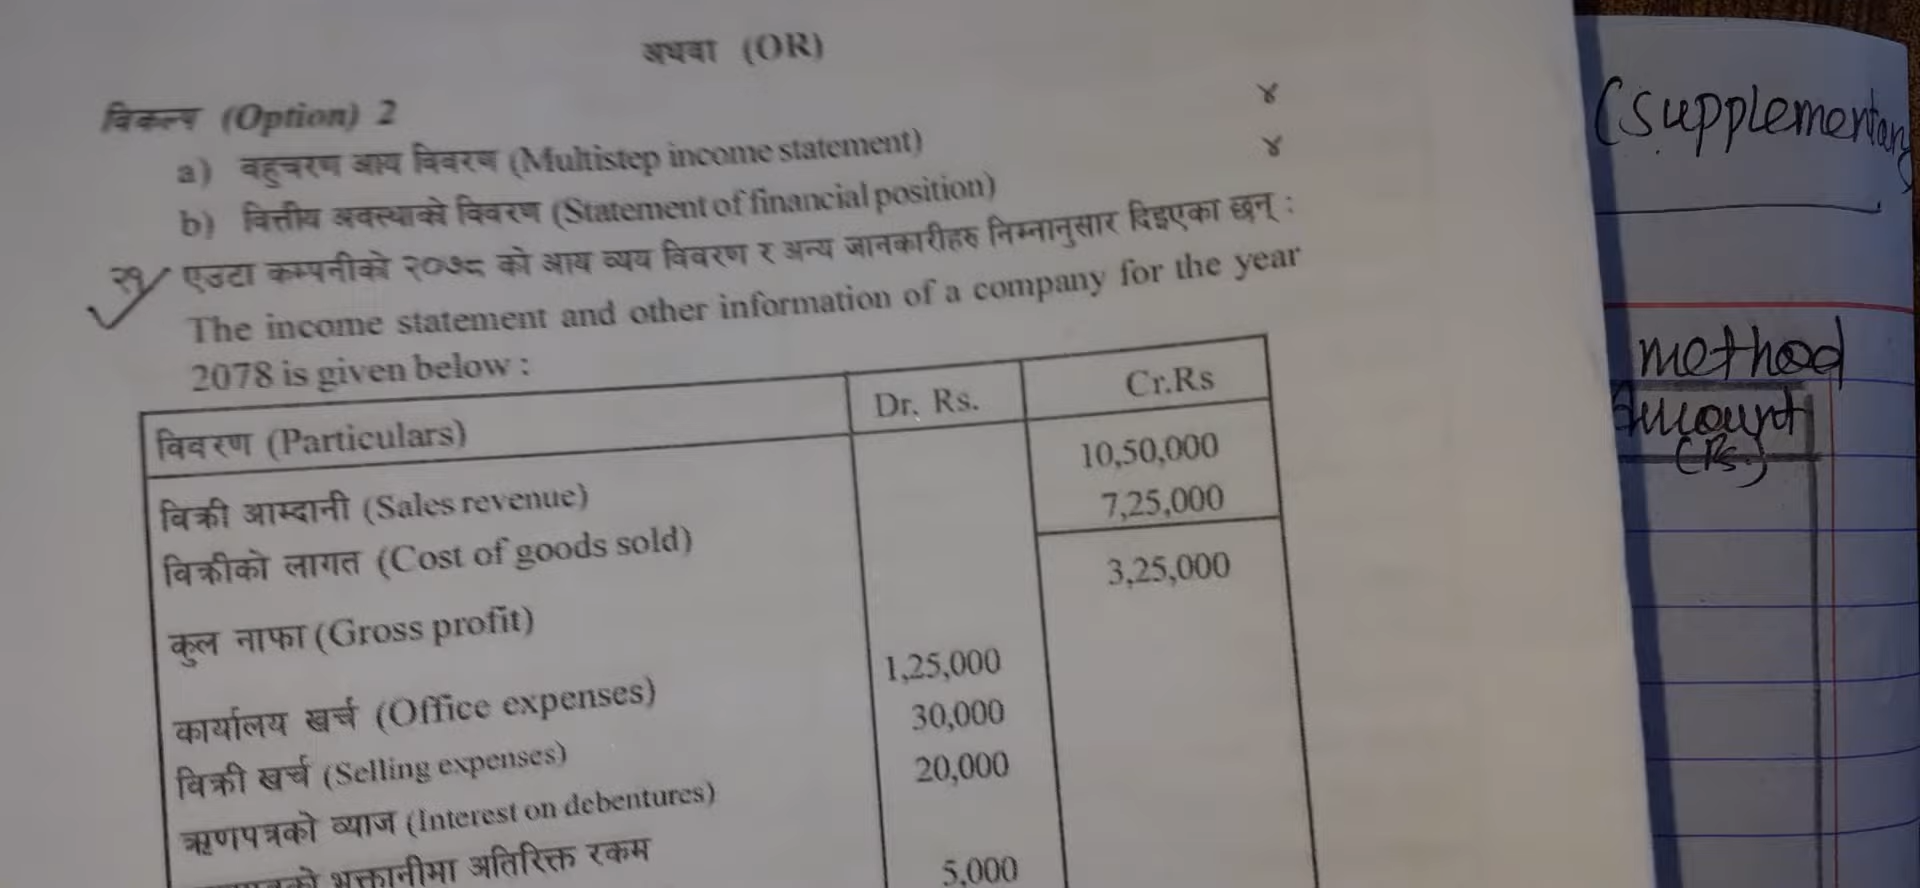 अथवा (OR)
विकल्प (Option) 2
a) बहुचरण आय विवरण (Multistep income statement) ४
b) वित्तीय अवस्थाको विवरण (Statement of financial position) ४
२१ एउटा कम्पनीको २०७८ को आय व्यय विवरण र अन्य जानकारीहरु निम्नानुसार दिइएका छन् :
The income statement and other information of a company for the year
2078 is given below :
विवरण (Particulars) Dr. Rs. Cr.Rs
विक्री आम्दानी (Sales revenue) 10,50,000
विक्रीको लागत (Cost of goods sold) 7,25,000
कुल नाफा (Gross profit) 3,25,000
कार्यालय खर्च (Office expenses) 1,25,000
विक्री खर्च (Selling expenses) 30,000
ऋणपत्रको व्याज (Interest on debentures) 20,000
भुक्तानीमा अतिरिक्त रकम 5,000
(supplementary
method
Amount
(Rs.)